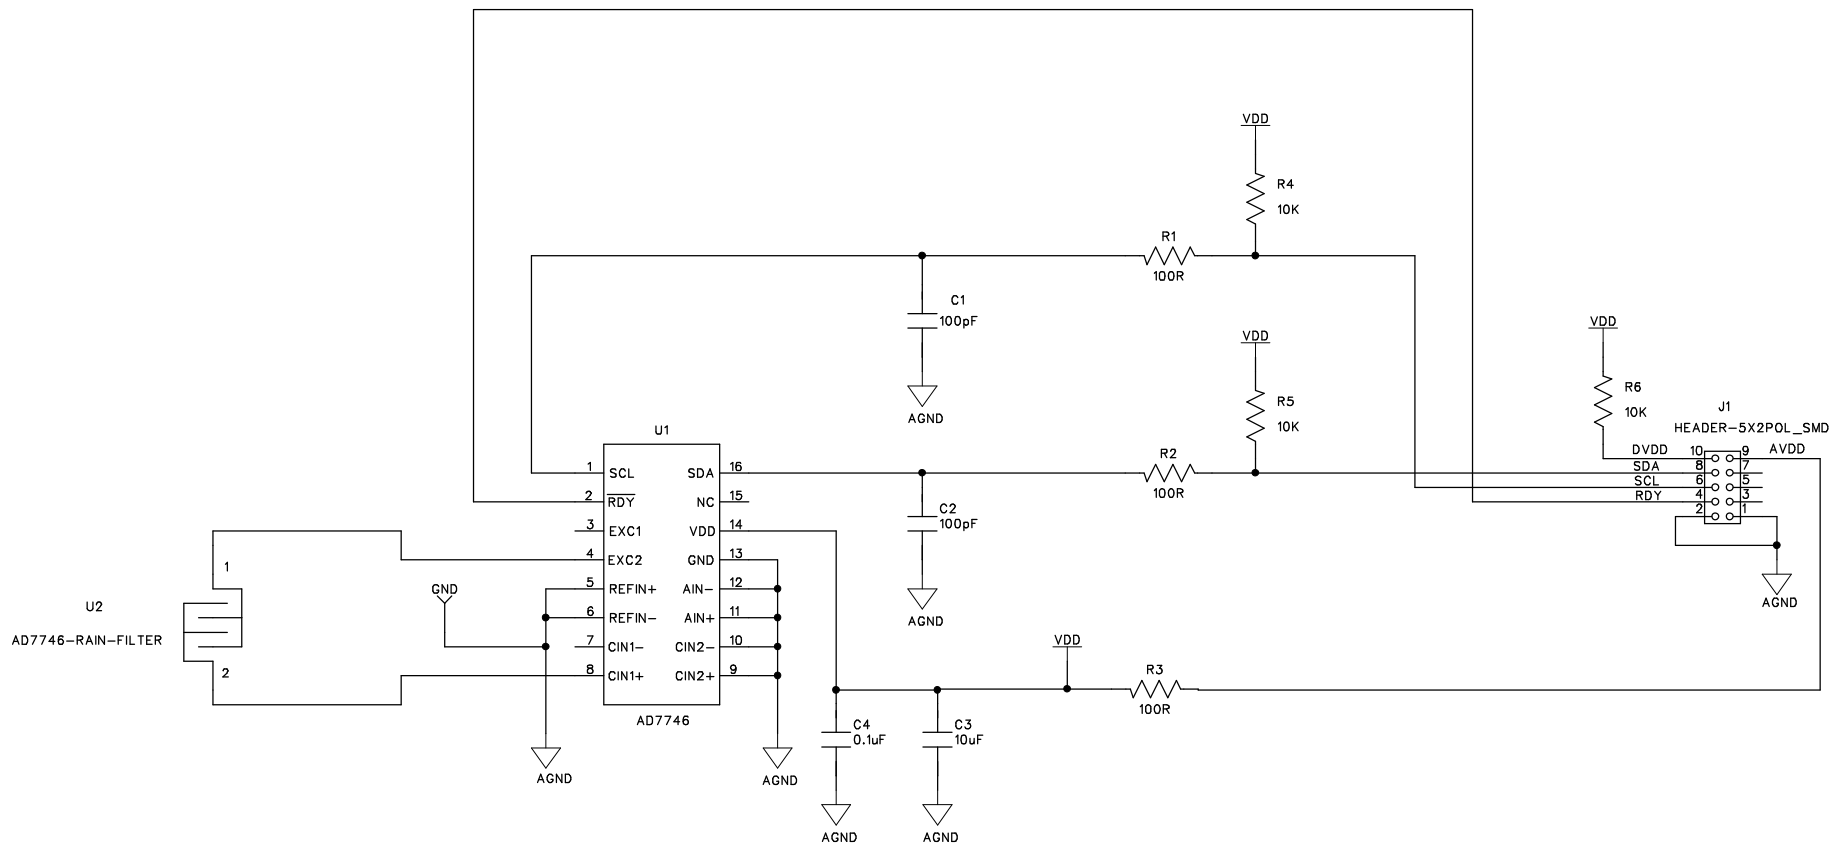 VDD
R4
10K
R1
100R
C1
100pF
AGND
VDD
R5
10K
VDD
R6
10K
J1
HEADER-5X2POL_SMD
DVDD 10 9 AVDD
SDA 8 7
SCL 6 5
RDY 4 3
2 1
AGND
R2
100R
C2
100pF
AGND
U1
1 SCL SDA 16
2 RDY NC 15
3 EXC1 VDD 14
4 EXC2 GND 13
5 REFIN+ AIN- 12
6 REFIN- AIN+ 11
7 CIN1- CIN2- 10
8 CIN1+ CIN2+ 9
AD7746
1
GND
U2
AD7746-RAIN-FILTER
2
VDD
R3
100R
C4
0.1uF
C3
10uF
AGND
AGND
AGND
AGND